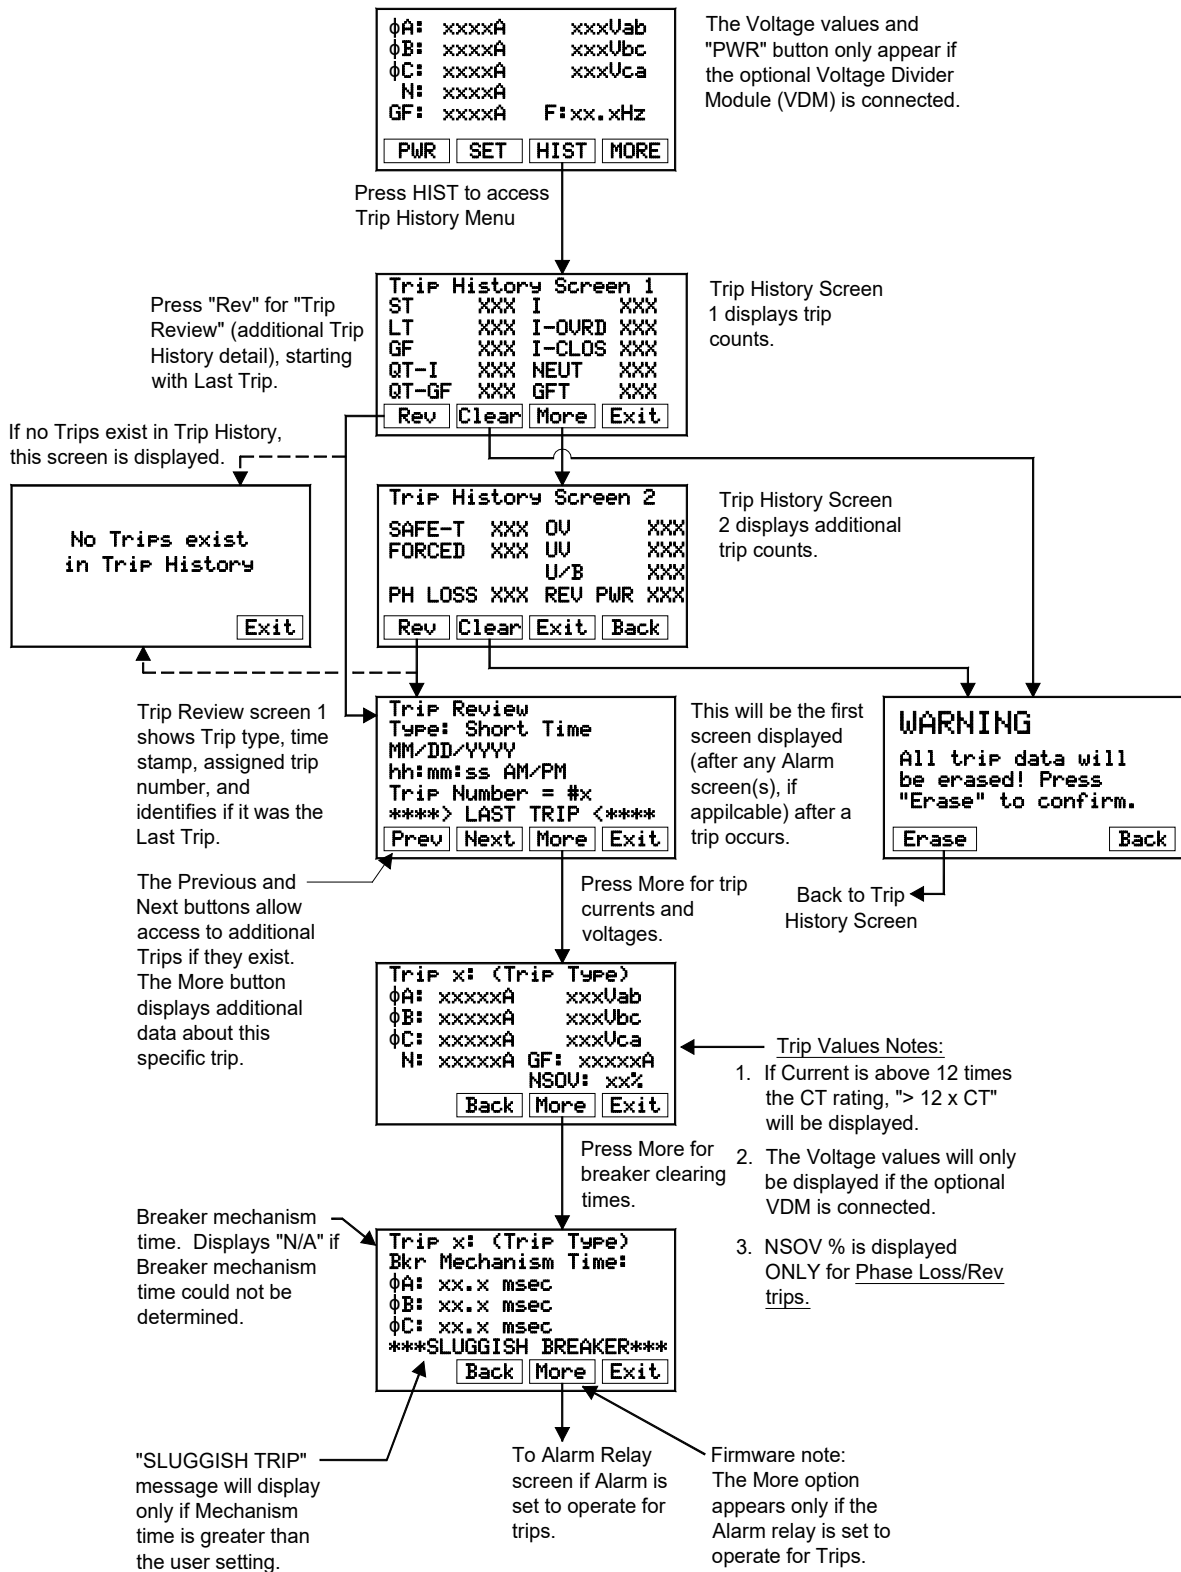 ϕA: xxxxA xxxVab
ϕB: xxxxA xxxVbc
ϕC: xxxxA xxxVca
N: xxxxA
GF: xxxxA F:xx.xHz
PWR SET HIST MORE
The Voltage values and
"PWR" button only appear if
the optional Voltage Divider
Module (VDM) is connected.
Press HIST to access
Trip History Menu
Trip History Screen 1
ST XXX I XXX
LT XXX I-OVRD XXX
GF XXX I-CLOS XXX
QT-I XXX NEUT XXX
QT-GF XXX GFT XXX
Rev Clear More Exit
Trip History Screen
1 displays trip
counts.
Press "Rev" for "Trip
Review" (additional Trip
History detail), starting
with Last Trip.
If no Trips exist in Trip History,
this screen is displayed.
No Trips exist
in Trip History
Exit
Trip History Screen 2
SAFE-T XXX OV XXX
FORCED XXX UV XXX
U/B XXX
PH LOSS XXX REV PWR XXX
Rev Clear Exit Back
Trip History Screen
2 displays additional
trip counts.
Trip Review screen 1
shows Trip type, time
stamp, assigned trip
number, and
identifies if it was the
Last Trip.
Trip Review
Type: Short Time
MM/DD/YYYY
hh:mm:ss AM/PM
Trip Number = #x
****> LAST TRIP <****
Prev Next More Exit
This will be the first
screen displayed
(after any Alarm
screen(s), if
appilcable) after a
trip occurs.
WARNING
All trip data will
be erased! Press
"Erase" to confirm.
Erase Back
Back to Trip
History Screen
The Previous and
Next buttons allow
access to additional
Trips if they exist.
The More button
displays additional
data about this
specific trip.
Press More for trip
currents and
voltages.
Trip x: (Trip Type)
ϕA: xxxxxA xxxVab
ϕB: xxxxxA xxxVbc
ϕC: xxxxxA xxxVca
N: xxxxxA GF: xxxxxA
NSOV: xx%
Back More Exit
Trip Values Notes:
1. If Current is above 12 times
the CT rating, "> 12 x CT"
will be displayed.
2. The Voltage values will only
be displayed if the optional
VDM is connected.
3. NSOV % is displayed
ONLY for Phase Loss/Rev
trips.
Press More for
breaker clearing
times.
Breaker mechanism
time. Displays "N/A" if
Breaker mechanism
time could not be
determined.
Trip x: (Trip Type)
Bkr Mechanism Time:
ϕA: xx.x msec
ϕB: xx.x msec
ϕC: xx.x msec
***SLUGGISH BREAKER***
Back More Exit
"SLUGGISH TRIP"
message will display
only if Mechanism
time is greater than
the user setting.
To Alarm Relay
screen if Alarm is
set to operate for
trips.
Firmware note:
The More option
appears only if the
Alarm relay is set to
operate for Trips.